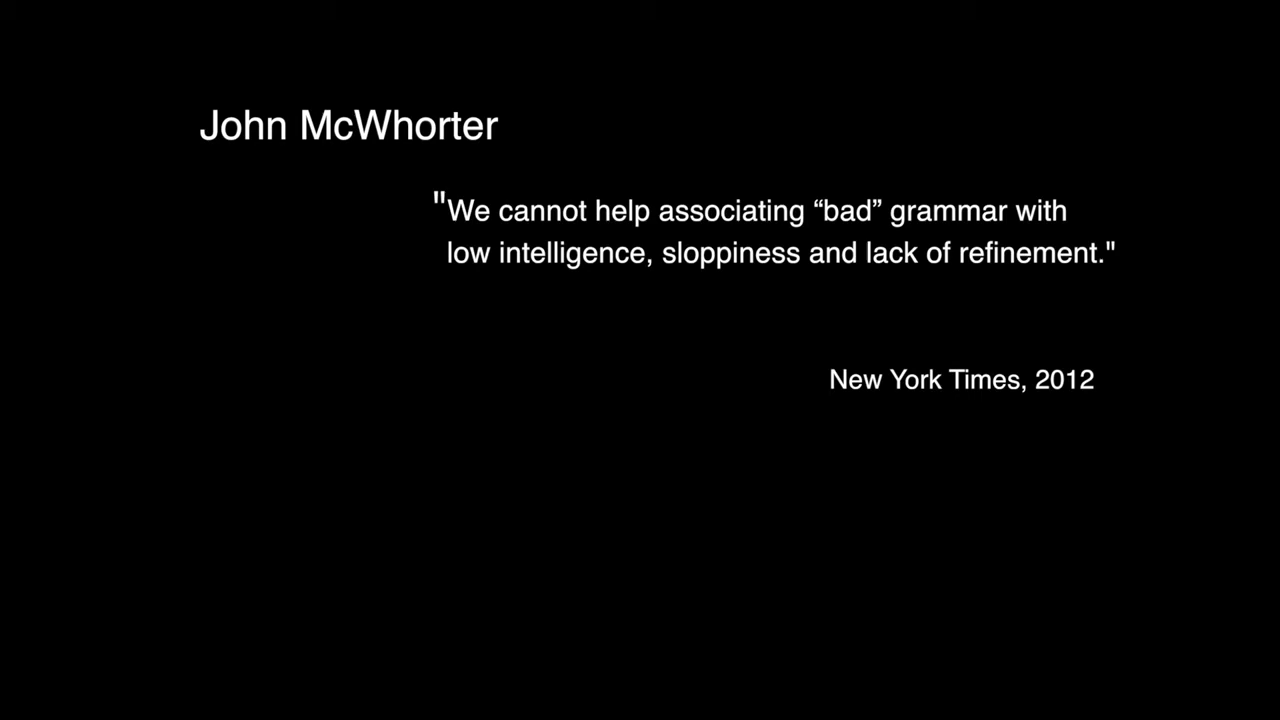 John McWhorter
"We cannot help associating “bad” grammar with
low intelligence, sloppiness and lack of refinement."
New York Times, 2012